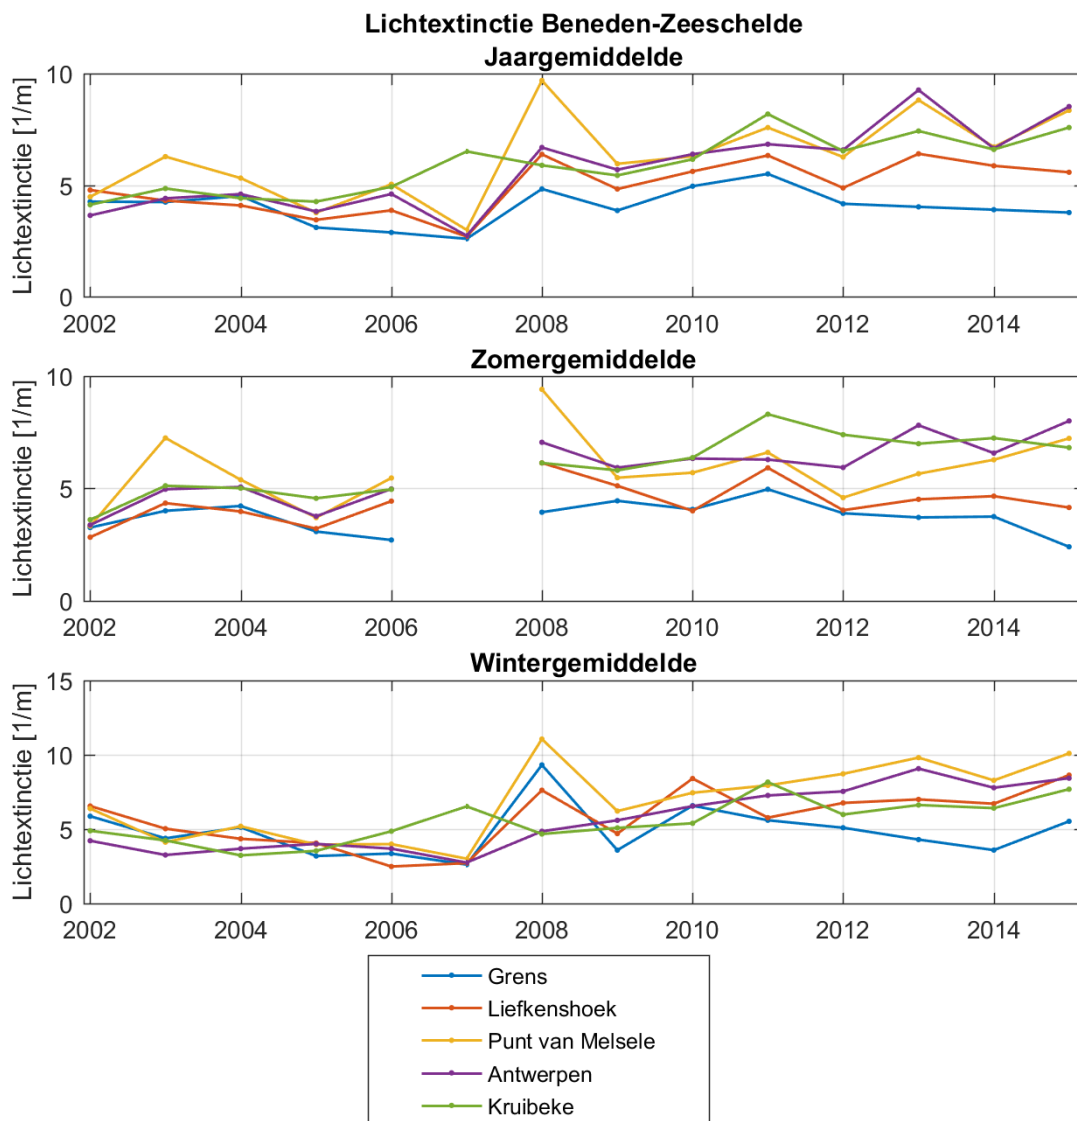 Lichtextinctie Beneden-Zeeschelde
Jaargemiddelde
Lichtextinctie [1/m]
10
5
0
2002 2004 2006 2008 2010 2012 2014
Zomergemiddelde
Lichtextinctie [1/m]
10
5
0
2002 2004 2006 2008 2010 2012 2014
Wintergemiddelde
Lichtextinctie [1/m]
15
10
5
0
2002 2004 2006 2008 2010 2012 2014
Grens
Liefkenshoek
Punt van Melsele
Antwerpen
Kruibeke